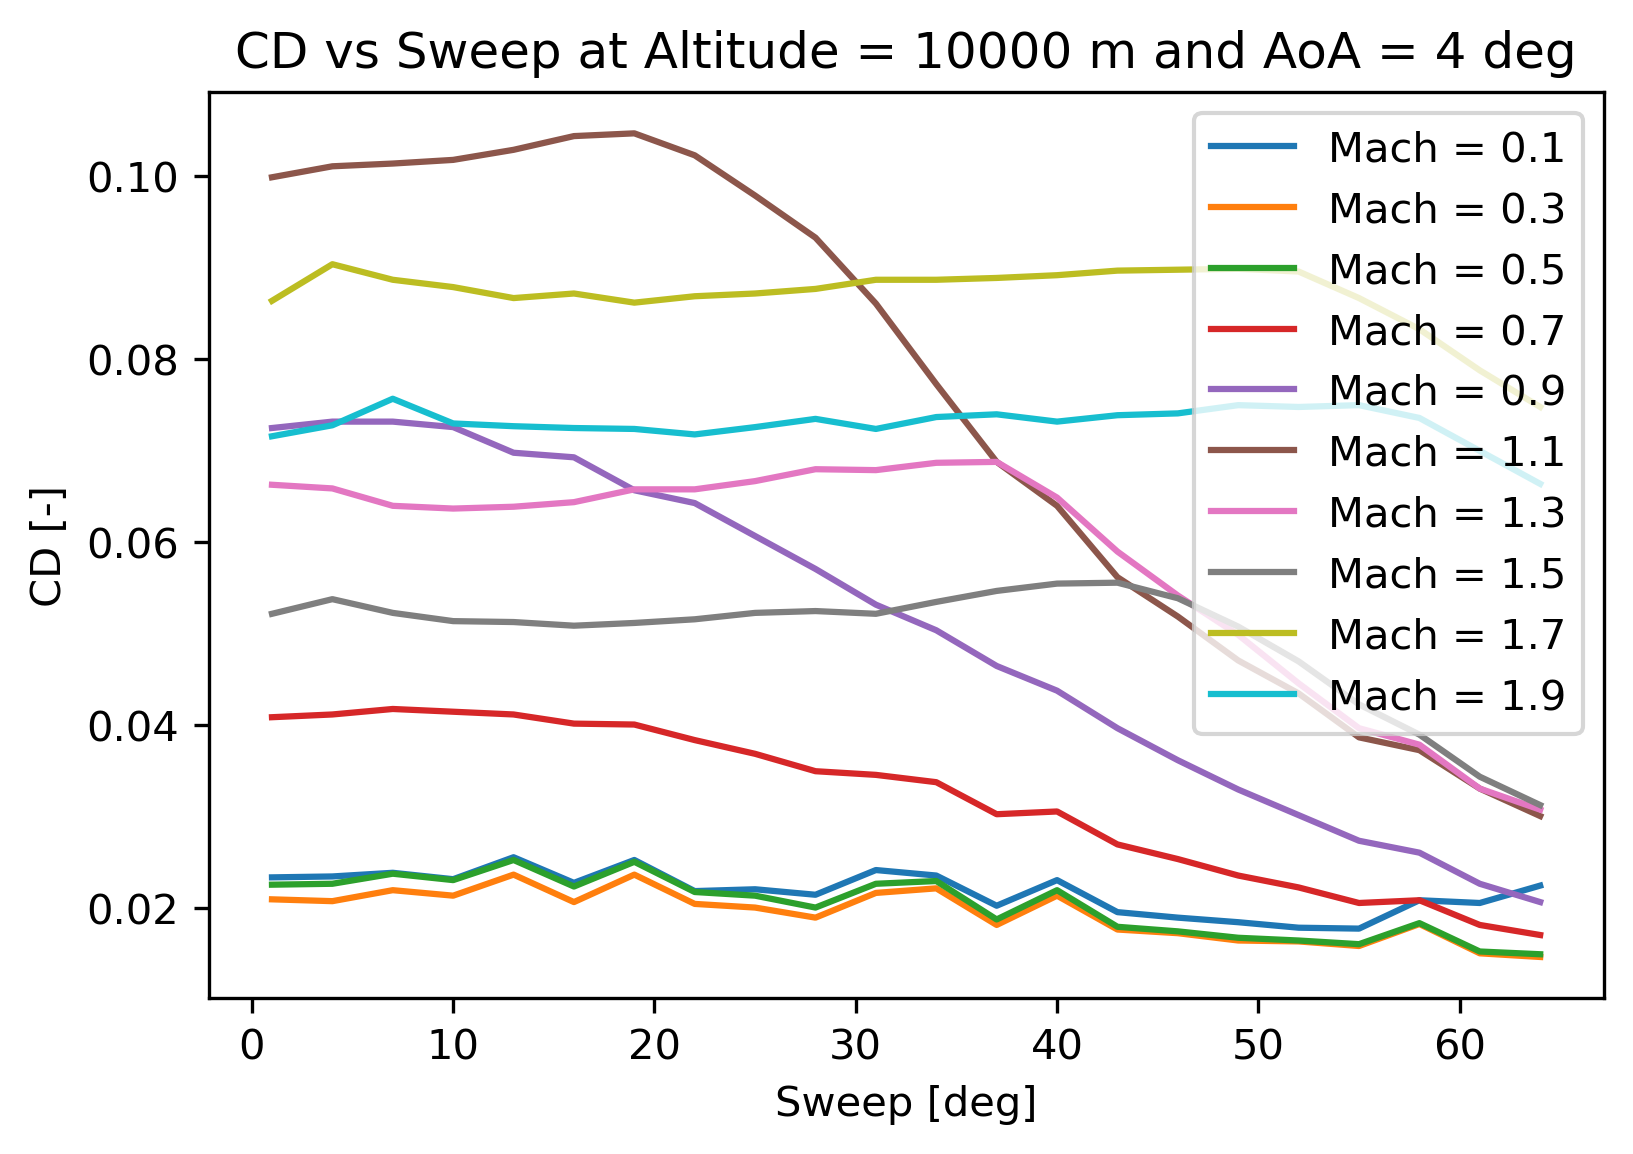 CD vs Sweep at Altitude = 10000 m and AoA = 4 deg
CD [-]
0.10
0.08
0.06
0.04
0.02
Mach = 0.1
Mach = 0.3
Mach = 0.5
Mach = 0.7
Mach = 0.9
Mach = 1.1
Mach = 1.3
Mach = 1.5
Mach = 1.7
Mach = 1.9
0 10 20 30 40 50 60
Sweep [deg]